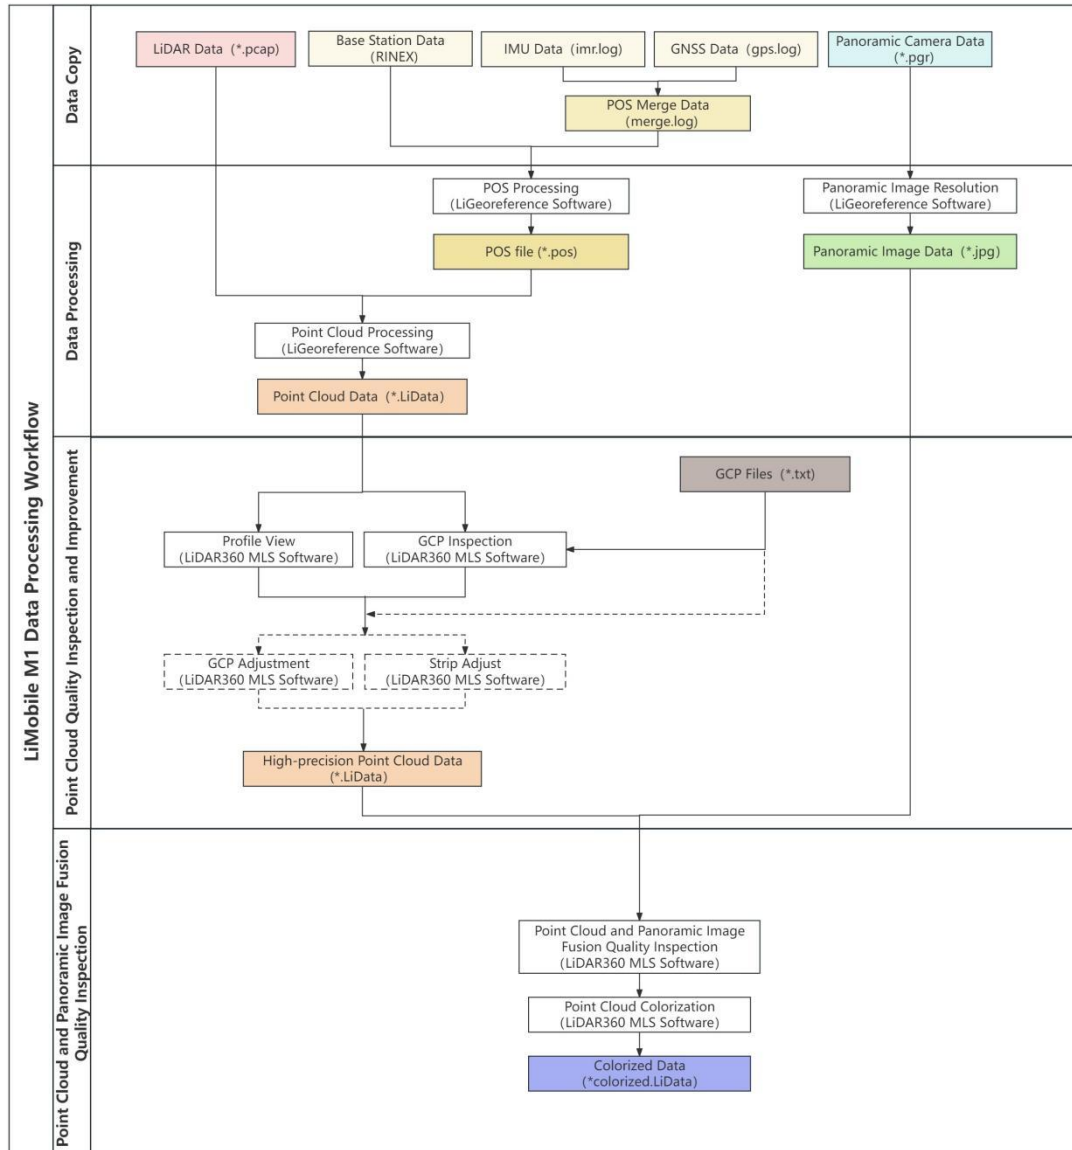 LiMobile M1 Data Processing Workflow
Data Copy
LiDAR Data (*.pcap)
Base Station Data
(RINEX)
IMU Data (imr.log)
GNSS Data (gps.log)
Panoramic Camera Data
(*.pgr)
POS Merge Data
(merge.log)
Data Processing
POS Processing
(LiGeoreference Software)
Panoramic Image Resolution
(LiGeoreference Software)
POS file (*.pos)
Panoramic Image Data (*.jpg)
Point Cloud Processing
(LiGeoreference Software)
Point Cloud Data (*.LiData)
Point Cloud Quality Inspection and Improvement
GCP Files (*.txt)
Profile View
(LiDAR360 MLS Software)
GCP Inspection
(LiDAR360 MLS Software)
GCP Adjustment
(LiDAR360 MLS Software)
Strip Adjust
(LiDAR360 MLS Software)
High-precision Point Cloud Data
(*.LiData)
Point Cloud and Panoramic Image Fusion
Quality Inspection
Point Cloud and Panoramic Image
Fusion Quality Inspection
(LiDAR360 MLS Software)
Point Cloud Colorization
(LiDAR360 MLS Software)
Colorized Data
(*colorized.LiData)